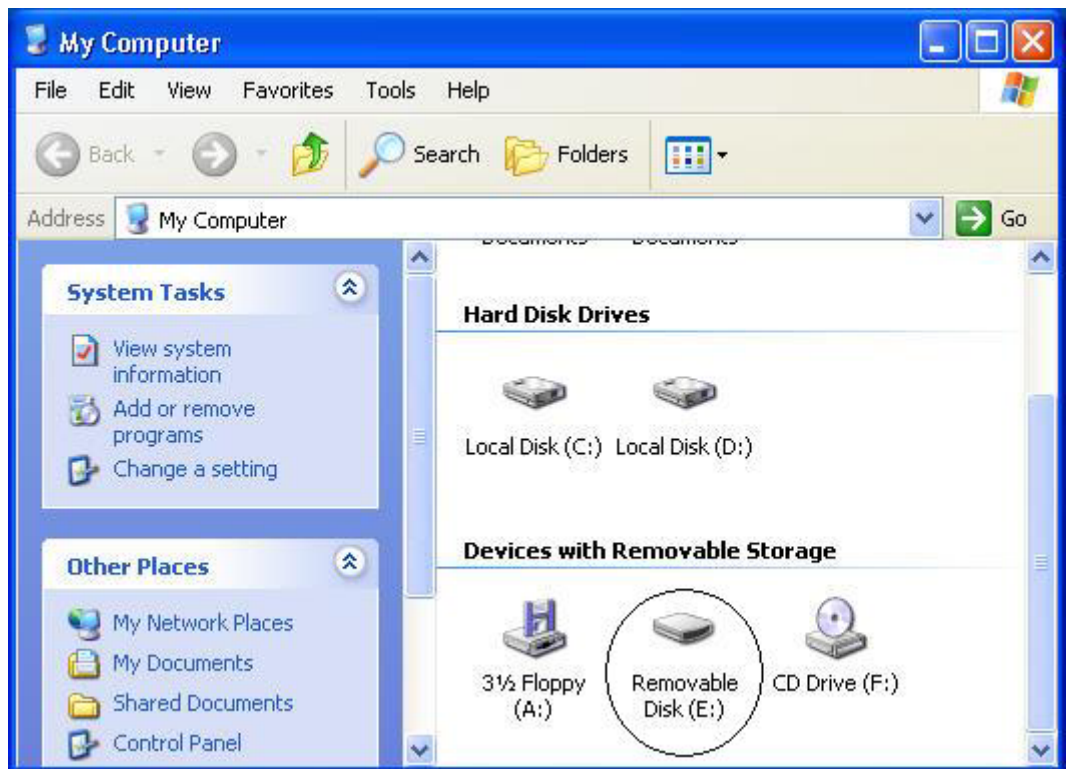 My Computer
File Edit View Favorites Tools Help
Back Search Folders
Address My Computer Go
System Tasks
View system
information
Add or remove
programs
Change a setting
Other Places
My Network Places
My Documents
Shared Documents
Control Panel
Documents Documents
Hard Disk Drives
Local Disk (C:) Local Disk (D:)
Devices with Removable Storage
3½ Floppy
(A:)
Removable
Disk (E:)
CD Drive (F:)